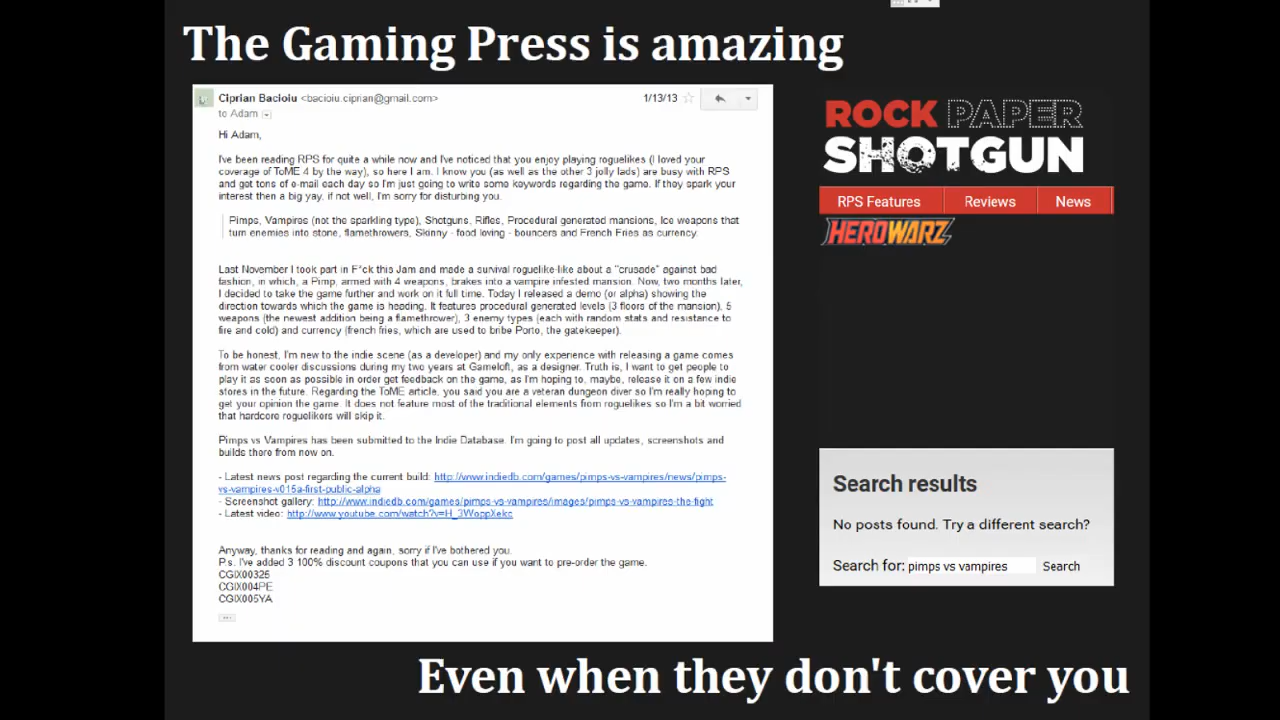 The Gaming Press is amazing
Ciprian Bacioiu <bacioiu.ciprian@gmail.com>
1/13/13
to Adam
Hi Adam,
I've been reading RPS for quite a while now and I've noticed that you enjoy playing roguelikes (I loved your
coverage of ToME 4 by the way), so here I am. I know you (as well as the other 3 jolly lads) are busy with RPS
and get tons of e-mail each day so I'm just going to write some keywords regarding the game. If they spark your
interest then a big yay. if not well, I'm sorry for disturbing you.
Pimps, Vampires (not the sparkling type), Shotguns, Rifles, Procedural generated mansions, Ice weapons that
turn enemies into stone, flamethrowers, Skinny - food loving - bouncers and French Fries as currency.
Last November I took part in F*ck this Jam and made a survival roguelike-like about a "crusade" against bad
fashion, in which, a Pimp, armed with 4 weapons, brakes into a vampire infested mansion. Now, two months later,
I decided to take the game further and work on it full time. Today I released a demo (or alpha) showing the
direction towards which the game is heading. It features procedural generated levels (3 floors of the mansion), 5
weapons (the newest addition being a flamethrower), 3 enemy types (each with random stats and resistance to
fire and cold) and currency (french fries, which are used to bribe Porto, the gatekeeper).
To be honest, I'm new to the indie scene (as a developer) and my only experience with releasing a game comes
from water cooler discussions during my two years at Gameloft, as a designer. Truth is, I want to get people to
play it as soon as possible in order get feedback on the game, as I'm hoping to, maybe, release it on a few indie
stores in the future. Regarding the ToME article, you said you are a veteran dungeon diver so I'm really hoping to
get your opinion the game. It does not feature most of the traditional elements from roguelikes so I'm a bit worried
that hardcore roguelikers will skip it.
Pimps vs Vampires has been submitted to the Indie Database. I'm going to post all updates, screenshots and
builds there from now on.
- Latest news post regarding the current build: http://www.indiedb.com/games/pimps-vs-vampires/news/pimps-
vs-vampires-v015a-first-public-alpha
- Screenshot gallery: http://www.indiedb.com/games/pimps-vs-vampires/images/pimps-vs-vampires-the-fight
- Latest video: http://www.youtube.com/watch?v=H_3WoppXekc
Anyway, thanks for reading and again, sorry if I've bothered you.
P.s. I've added 3 100% discount coupons that you can use if you want to pre-order the game.
CGIX00325
CGIX004PE
CGIX005YA
ROCK PAPER
SHOTGUN
RPS Features
Reviews
News
HEROWARZ
Search results
No posts found. Try a different search?
Search for: pimps vs vampires Search
Even when they don't cover you